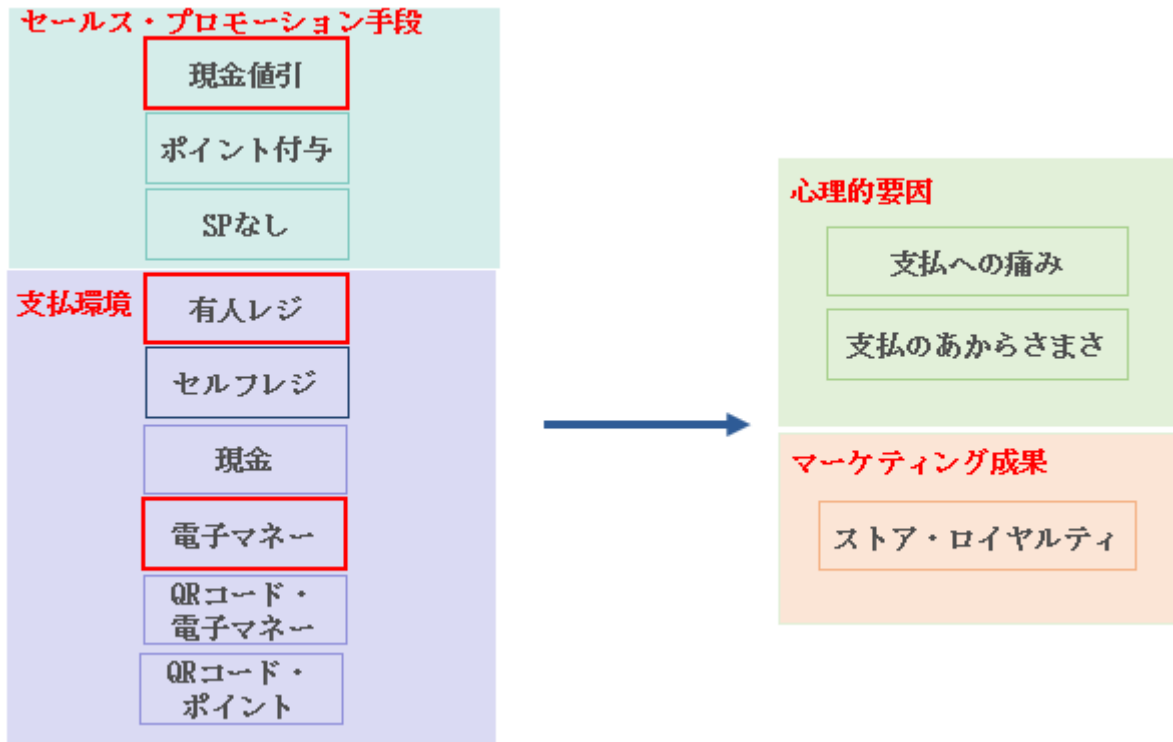 セールス・プロモーション手段
現金値引
ポイント付与
SPなし
支払環境
有人レジ
セルフレジ
現金
電子マネー
QRコード・
電子マネー
QRコード・
ポイント
心理的要因
支払への痛み
支払のあからさまさ
マーケティング成果
ストア・ロイヤルティ